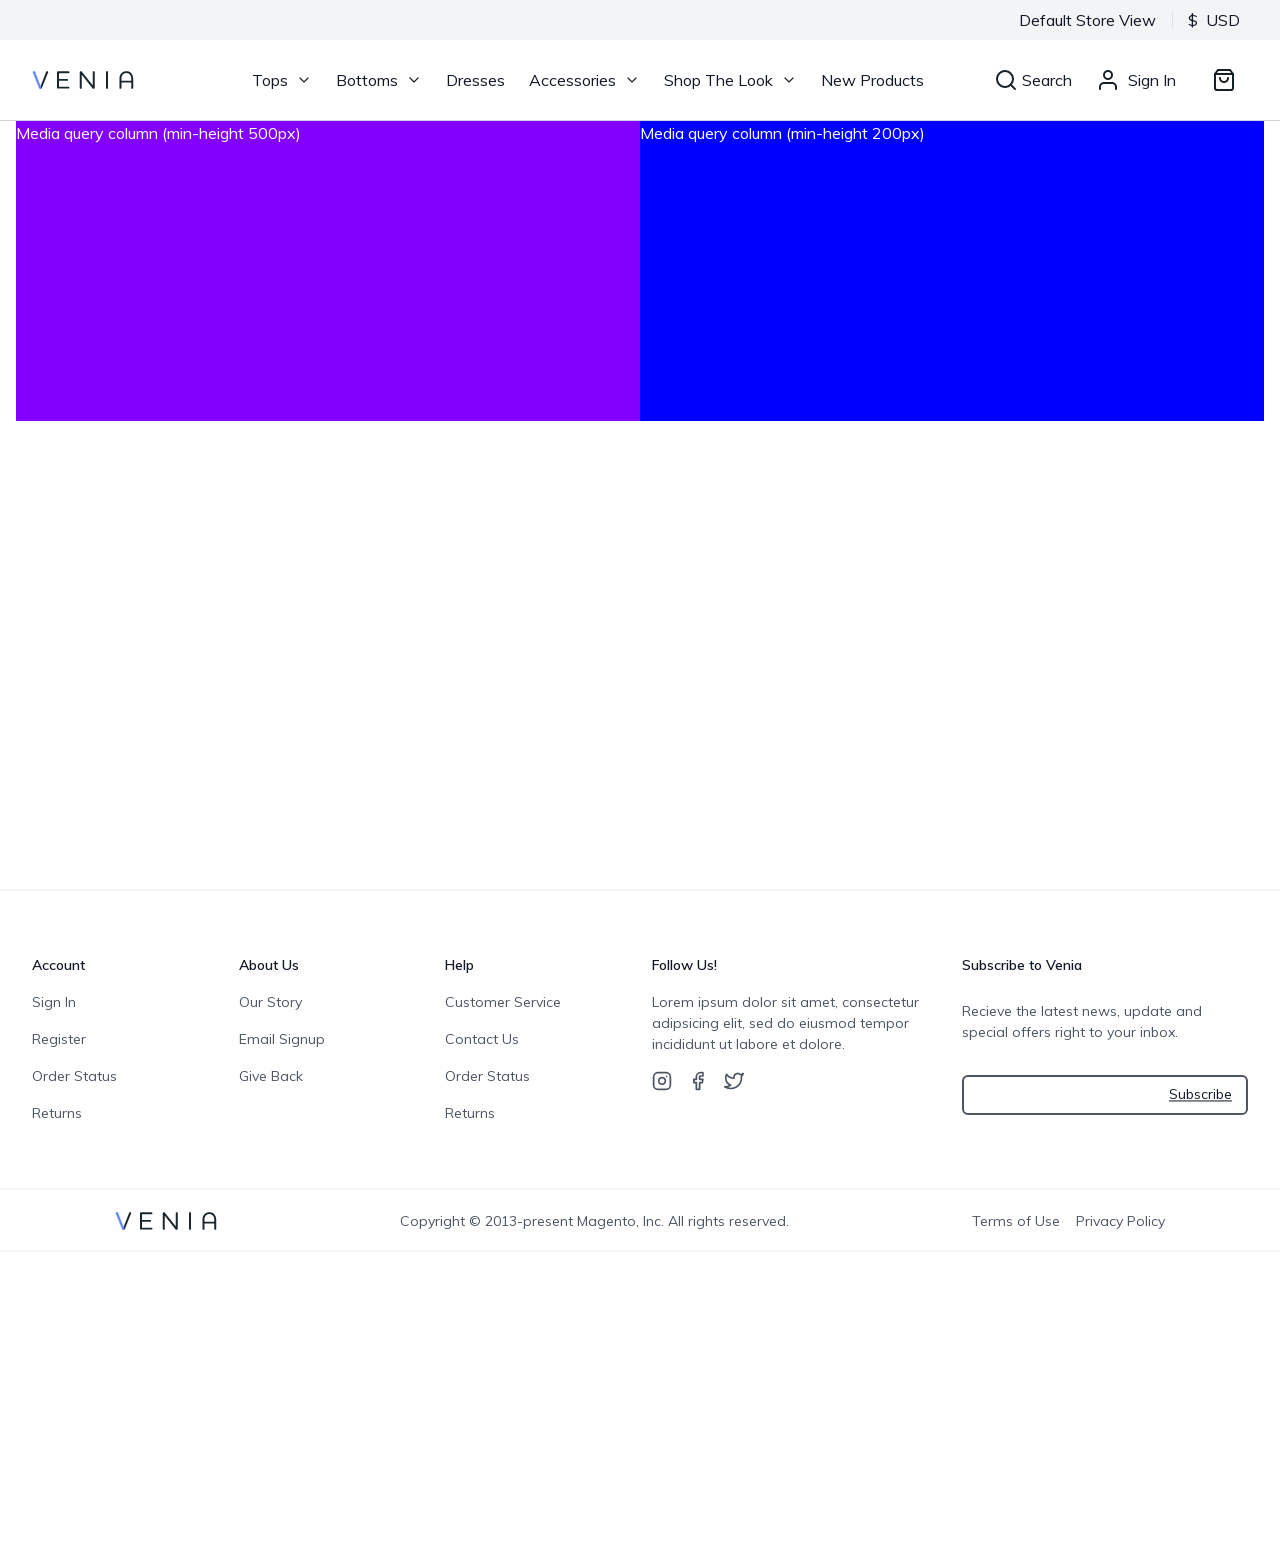 Default Store View $ USD
VENIA Tops Bottoms Dresses Accessories Shop The Look New Products Search Sign In
Media query column (min-height 500px)
Media query column (min-height 200px)
Account
Sign In
Register
Order Status
Returns
About Us
Our Story
Email Signup
Give Back
Help
Customer Service
Contact Us
Order Status
Returns
Follow Us!
Lorem ipsum dolor sit amet, consectetur
adipsicing elit, sed do eiusmod tempor
incididunt ut labore et dolore.
Subscribe to Venia
Recieve the latest news, update and
special offers right to your inbox.
Subscribe
VENIA Copyright © 2013-present Magento, Inc. All rights reserved. Terms of Use Privacy Policy